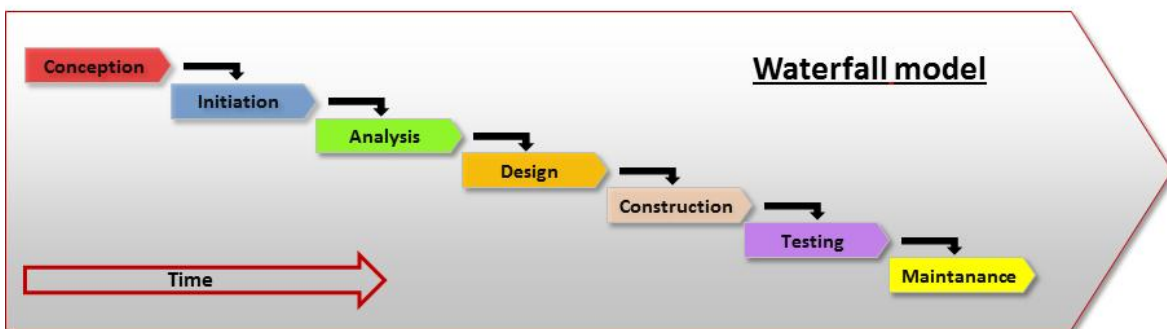 Waterfall model
Conception
Initiation
Analysis
Design
Construction
Testing
Maintanance
Time